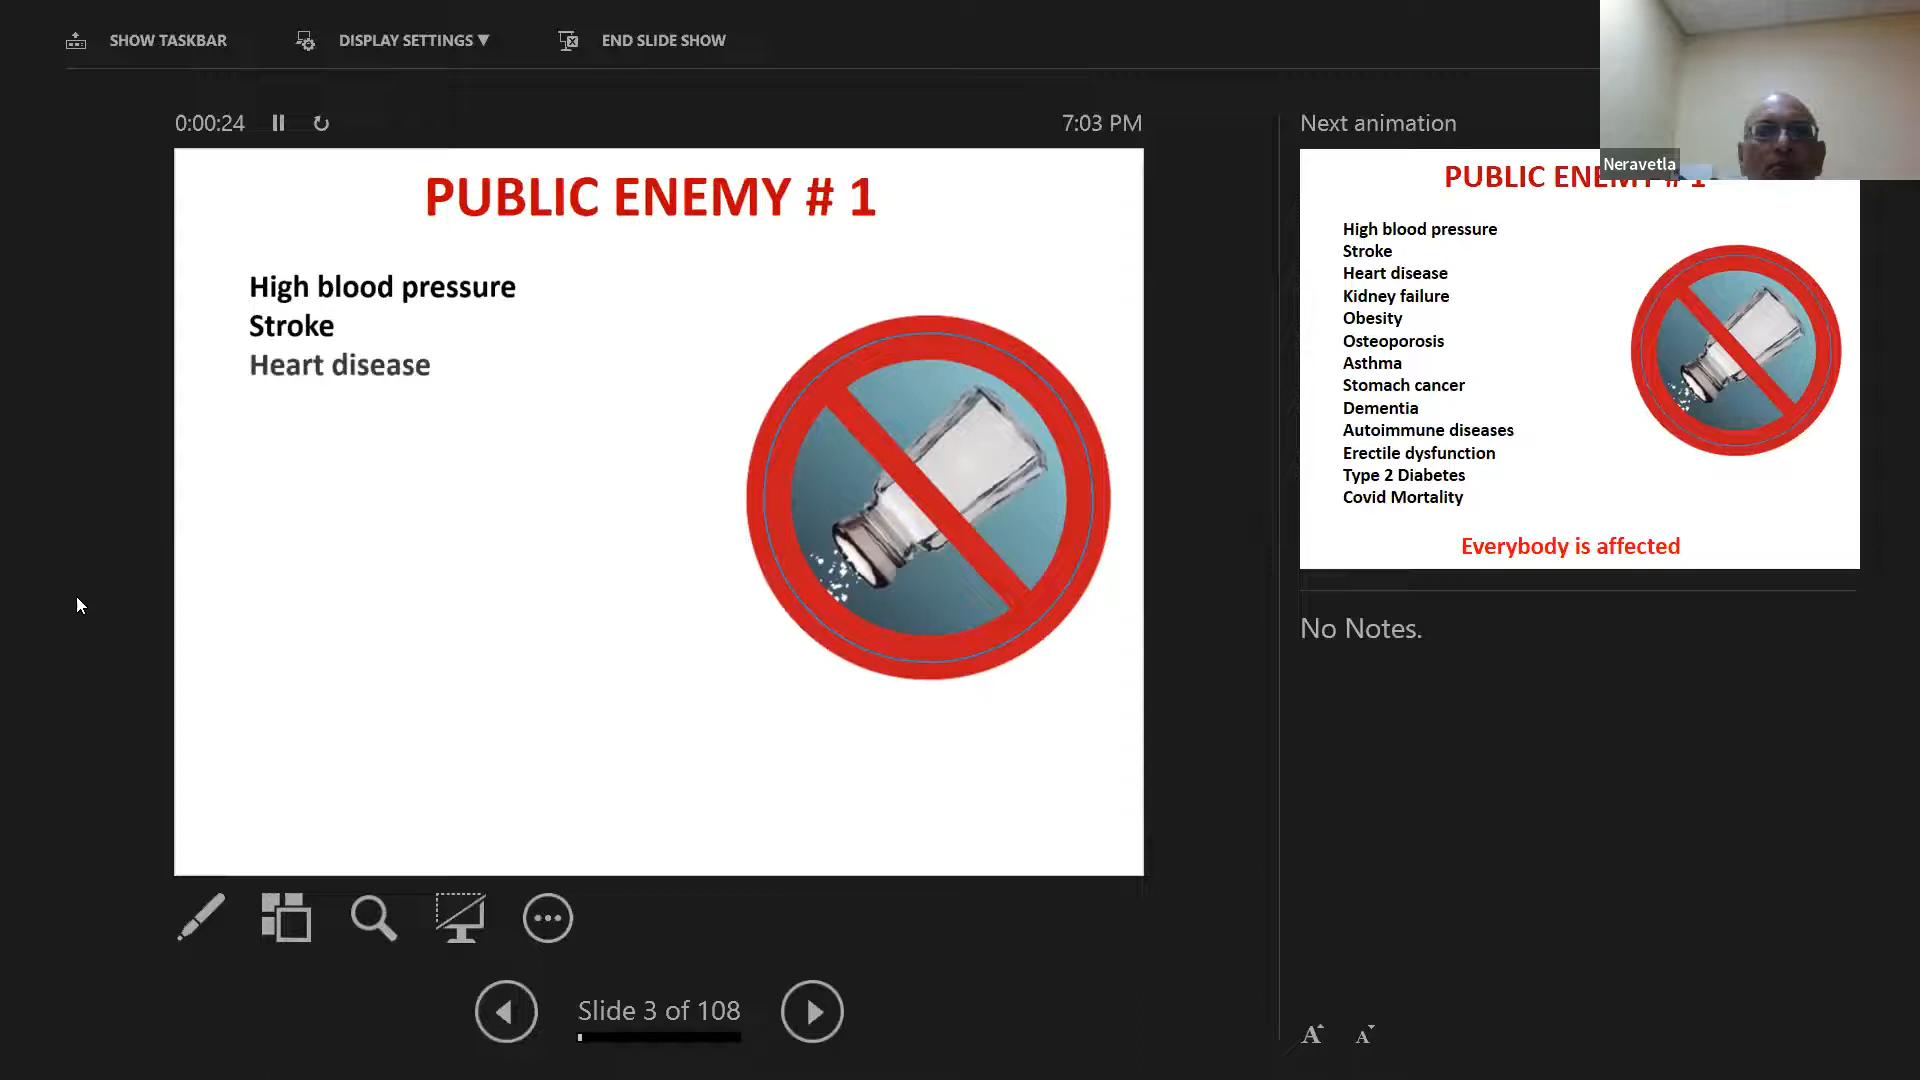 SHOW TASKBAR
DISPLAY SETTINGS ▼
END SLIDE SHOW
0:00:24
7:03 PM
PUBLIC ENEMY # 1
High blood pressure
Stroke
Heart disease
Slide 3 of 108
Next animation
Neravetla
PUBLIC ENEMY # 1
High blood pressure
Stroke
Heart disease
Kidney failure
Obesity
Osteoporosis
Asthma
Stomach cancer
Dementia
Autoimmune diseases
Erectile dysfunction
Type 2 Diabetes
Covid Mortality
Everybody is affected
No Notes.
A A